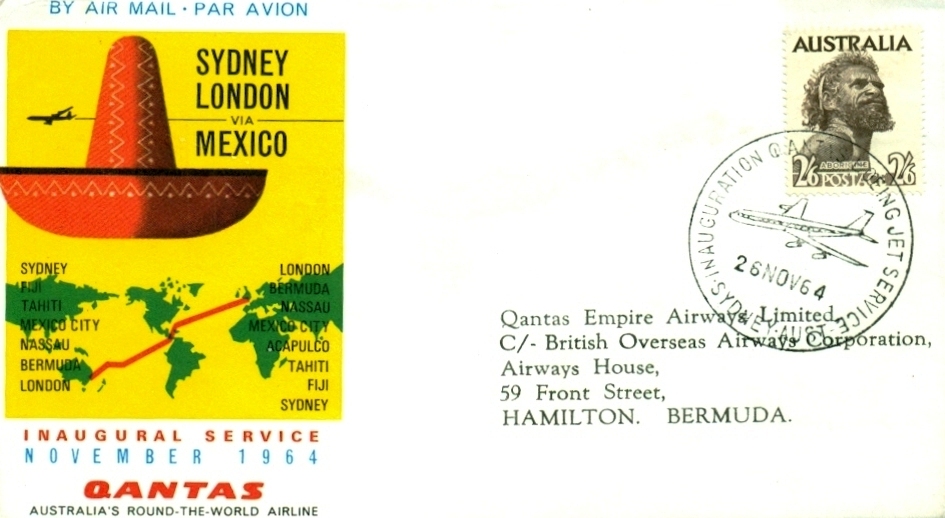 BY AIR MAIL · PAR AVION
SYDNEY
LONDON
VIA
MEXICO
SYDNEY
FIJI
TAHITI
MEXICO CITY
NASSAU
BERMUDA
LONDON
LONDON
BERMUDA
NASSAU
MEXICO CITY
ACAPULCO
TAHITI
FIJI
SYDNEY
INAUGURAL SERVICE
NOVEMBER 1964
QANTAS
AUSTRALIA'S ROUND-THE-WORLD AIRLINE
AUSTRALIA
ABORIGINE
2/6 POSTAGE 2/6
INAUGURATION QANTAS JET SERVICE
26NOV64
SYDNEY-AUST-
Qantas Empire Airways Limited,
C/- British Overseas Airways Corporation,
Airways House,
59 Front Street,
HAMILTON. BERMUDA.